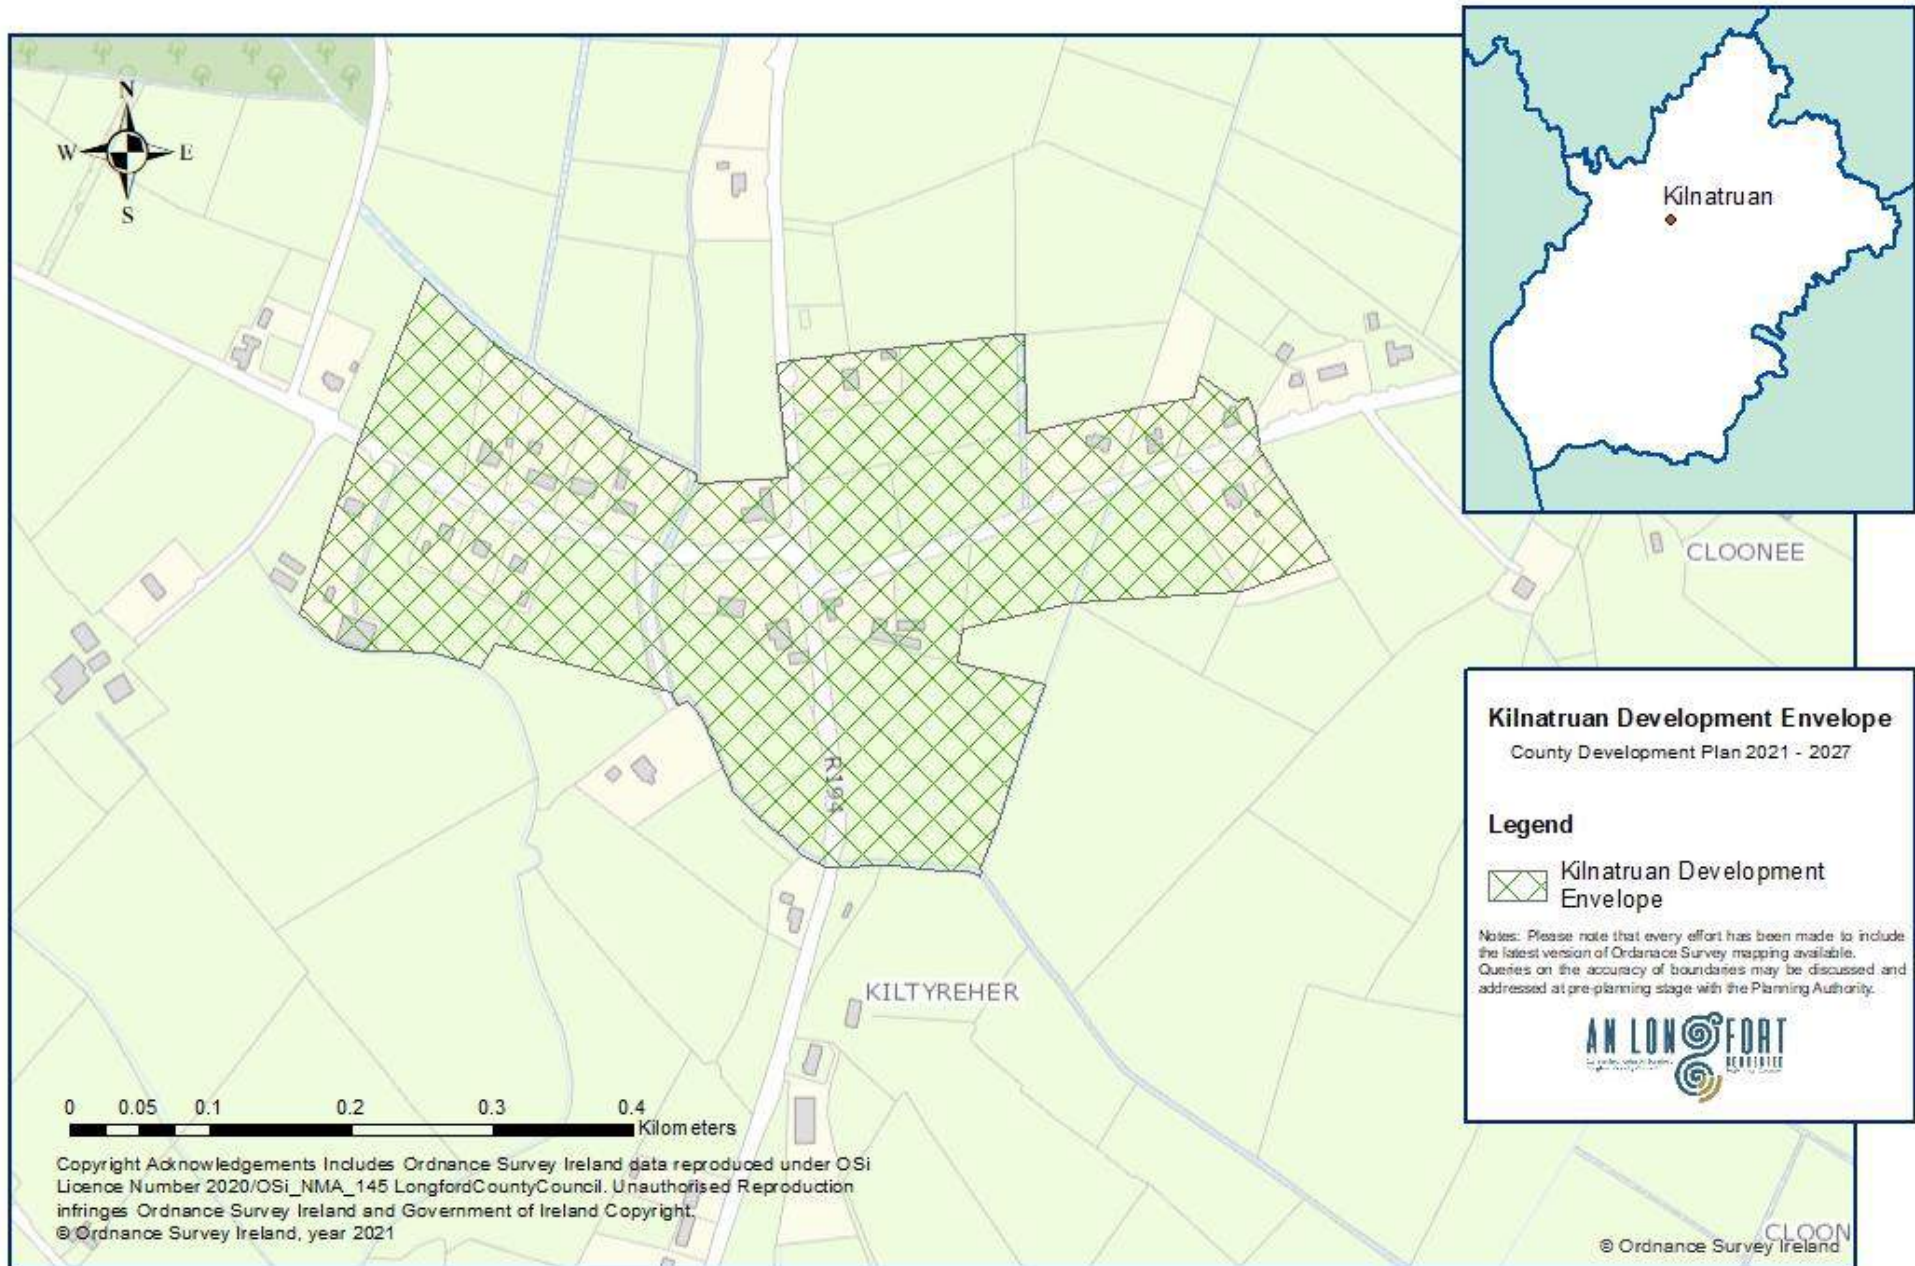 N
W E
S
Kilnatruan
CLOONEE
R194
KILTYREHER
CLOON
Kilnatruan Development Envelope
County Development Plan 2021 - 2027
Legend
Kilnatruan Development
Envelope
Notes: Please note that every effort has been made to include
the latest version of Ordanace Survey mapping available.
Queries on the accuracy of boundaries may be discussed and
addressed at pre-planning stage with the Planning Authority.
AN LONGFORT
0 0.05 0.1 0.2 0.3 0.4
Kilometers
Copyright Acknowledgements Includes Ordnance Survey Ireland data reproduced under OSi
Licence Number 2020/OSi_NMA_145 LongfordCountyCouncil. Unauthorised Reproduction
infringes Ordnance Survey Ireland and Government of Ireland Copyright.
© Ordnance Survey Ireland, year 2021
© Ordnance Survey Ireland